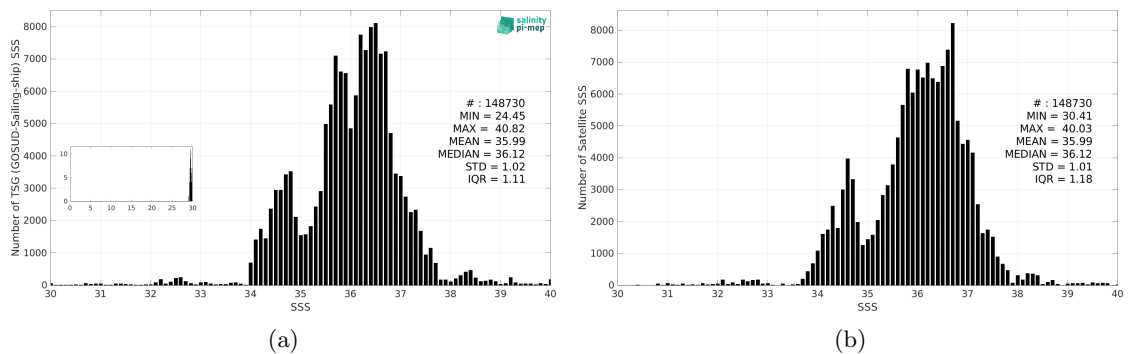 salinity
pi-mep
Number of TSG (GOSUD-Sailing-ship) SSS
8000
7000
6000
5000
4000
3000
2000
1000
0
# : 148730
MIN = 24.45
MAX = 40.82
MEAN = 35.99
MEDIAN = 36.12
STD = 1.02
IQR = 1.11
10
5
0
0 5 10 15 20 25 30
30 31 32 33 34 35 36 37 38 39 40
SSS
(a)
Number of Satellite SSS
8000
6000
4000
2000
0
# : 148730
MIN = 30.41
MAX = 40.03
MEAN = 35.99
MEDIAN = 36.12
STD = 1.01
IQR = 1.18
30 31 32 33 34 35 36 37 38 39 40
SSS
(b)